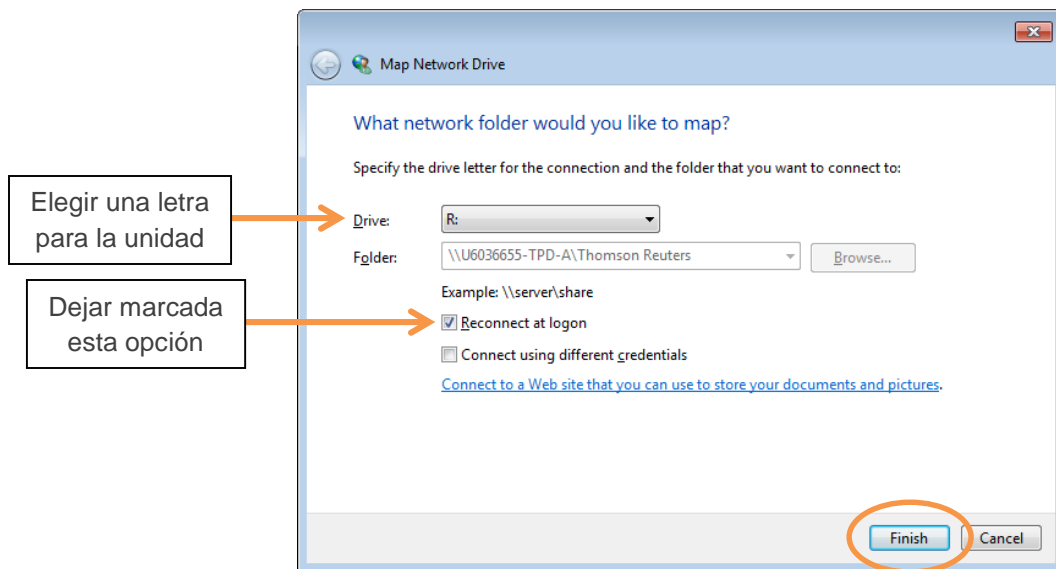 Map Network Drive
What network folder would you like to map?
Specify the drive letter for the connection and the folder that you want to connect to:
Elegir una letra
para la unidad
Drive: R:
Folder: \\U6036655-TPD-A\Thomson Reuters Browse...
Example: \\server\share
Dejar marcada
esta opción
Reconnect at logon
Connect using different credentials
Connect to a Web site that you can use to store your documents and pictures.
Finish Cancel